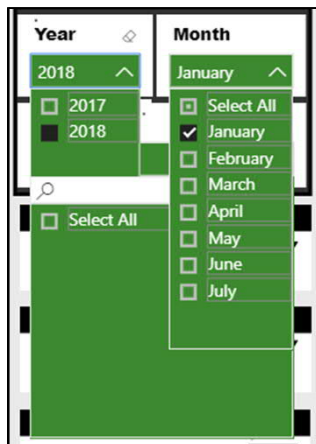 Year
Month
2018
January
2017
2018
Select All
January
February
March
April
May
June
July
Select All